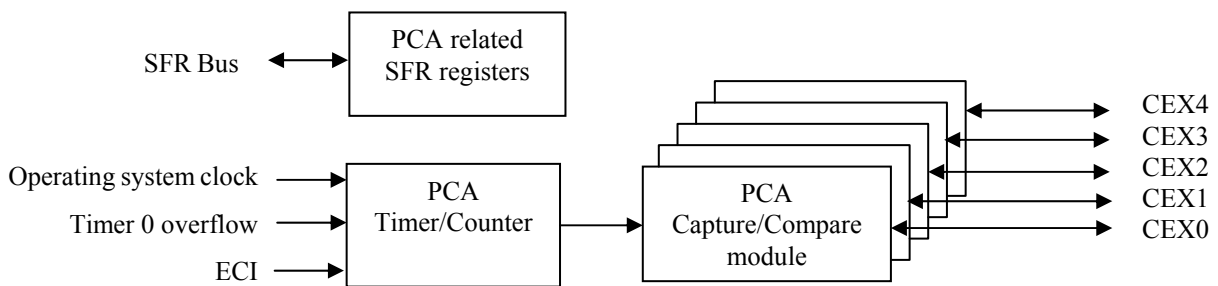 SFR Bus
PCA related
SFR registers
Operating system clock
Timer 0 overflow
ECI
PCA
Timer/Counter
PCA
Capture/Compare
module
CEX4
CEX3
CEX2
CEX1
CEX0